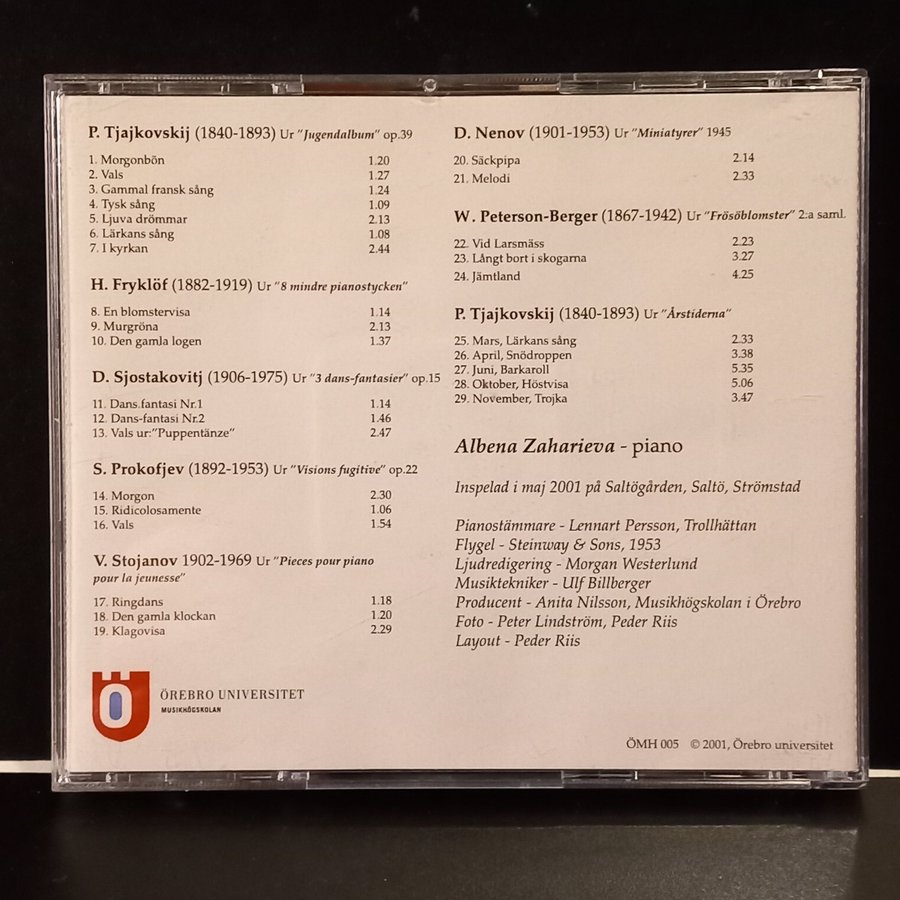 P. Tjajkovskij (1840-1893) Ur "Jugendalbum" op.39
1. Morgonbön 1.20
2. Vals 1.27
3. Gammal fransk sång 1.24
4. Tysk sång 1.09
5. Ljuva drömmar 2.13
6. Lärkans sång 1.08
7. I kyrkan 2.44
H. Fryklöf (1882-1919) Ur "8 mindre pianostycken"
8. En blomstervisa 1.14
9. Murgröna 2.13
10. Den gamla logen 1.37
D. Sjostakovitj (1906-1975) Ur "3 dans-fantasier" op.15
11. Dans.fantasi Nr.1 1.14
12. Dans-fantasi Nr.2 1.46
13. Vals ur:"Puppentänze" 2.47
S. Prokofjev (1892-1953) Ur "Visions fugitive" op.22
14. Morgon 2.30
15. Ridicolosamente 1.06
16. Vals 1.54
V. Stojanov 1902-1969 Ur "Pieces pour piano
pour la jeunesse"
17. Ringdans 1.18
18. Den gamla klockan 1.20
19. Klagovisa 2.29
Ö
ÖREBRO UNIVERSITET
MUSIKHÖGSKOLAN
D. Nenov (1901-1953) Ur "Miniatyrer" 1945
20. Säckpipa 2.14
21. Melodi 2.33
W. Peterson-Berger (1867-1942) Ur "Frösöblomster" 2:a saml.
22. Vid Larsmäss 2.23
23. Långt bort i skogarna 3.27
24. Jämtland 4.25
P. Tjajkovskij (1840-1893) Ur "Årstiderna"
25. Mars, Lärkans sång 2.33
26. April, Snödroppen 3.38
27. Juni, Barkaroll 5.35
28. Oktober, Höstvisa 5.06
29. November, Trojka 3.47
Albena Zaharieva - piano
Inspelad i maj 2001 på Saltögården, Saltö, Strömstad
Pianostämmare - Lennart Persson, Trollhättan
Flygel - Steinway & Sons, 1953
Ljudredigering - Morgan Westerlund
Musiktekniker - Ulf Billberger
Producent - Anita Nilsson, Musikhögskolan i Örebro
Foto - Peter Lindström, Peder Riis
Layout - Peder Riis
ÖMH 005 © 2001, Örebro universitet